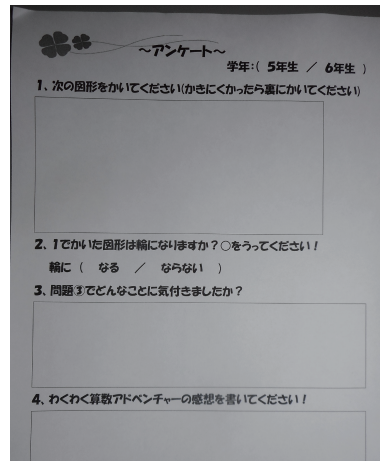 ～アンケート～
学年:( 5年生 ／ 6年生 )
1、次の図形をかいてください(かきにくかったら裏にかいてください)
2、1でかいた図形は輪になりますか？○をうってください！
輪に ( なる ／ ならない )
3、問題③でどんなことに気付きましたか？
4、わくわく算数アドベンチャーの感想を書いてください！